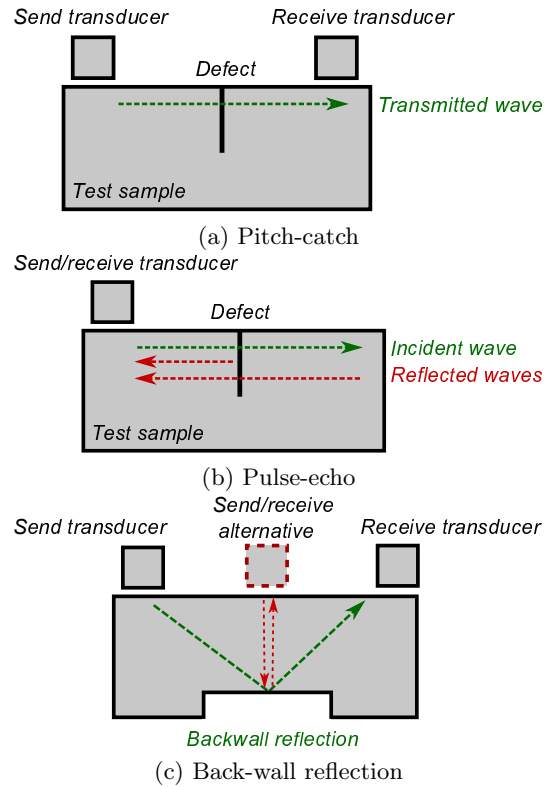 Send transducer
Receive transducer
Defect
Transmitted wave
Test sample
(a) Pitch-catch
Send/receive transducer
Defect
Incident wave
Reflected waves
Test sample
(b) Pulse-echo
Send/receive
alternative
Send transducer
Receive transducer
Backwall reflection
(c) Back-wall reflection